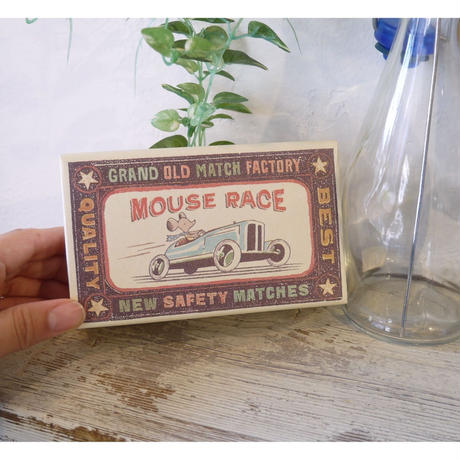 GRAND OLD MATCH FACTORY
MOUSE RACE
QUALITY
BEST
NEW SAFETY MATCHES